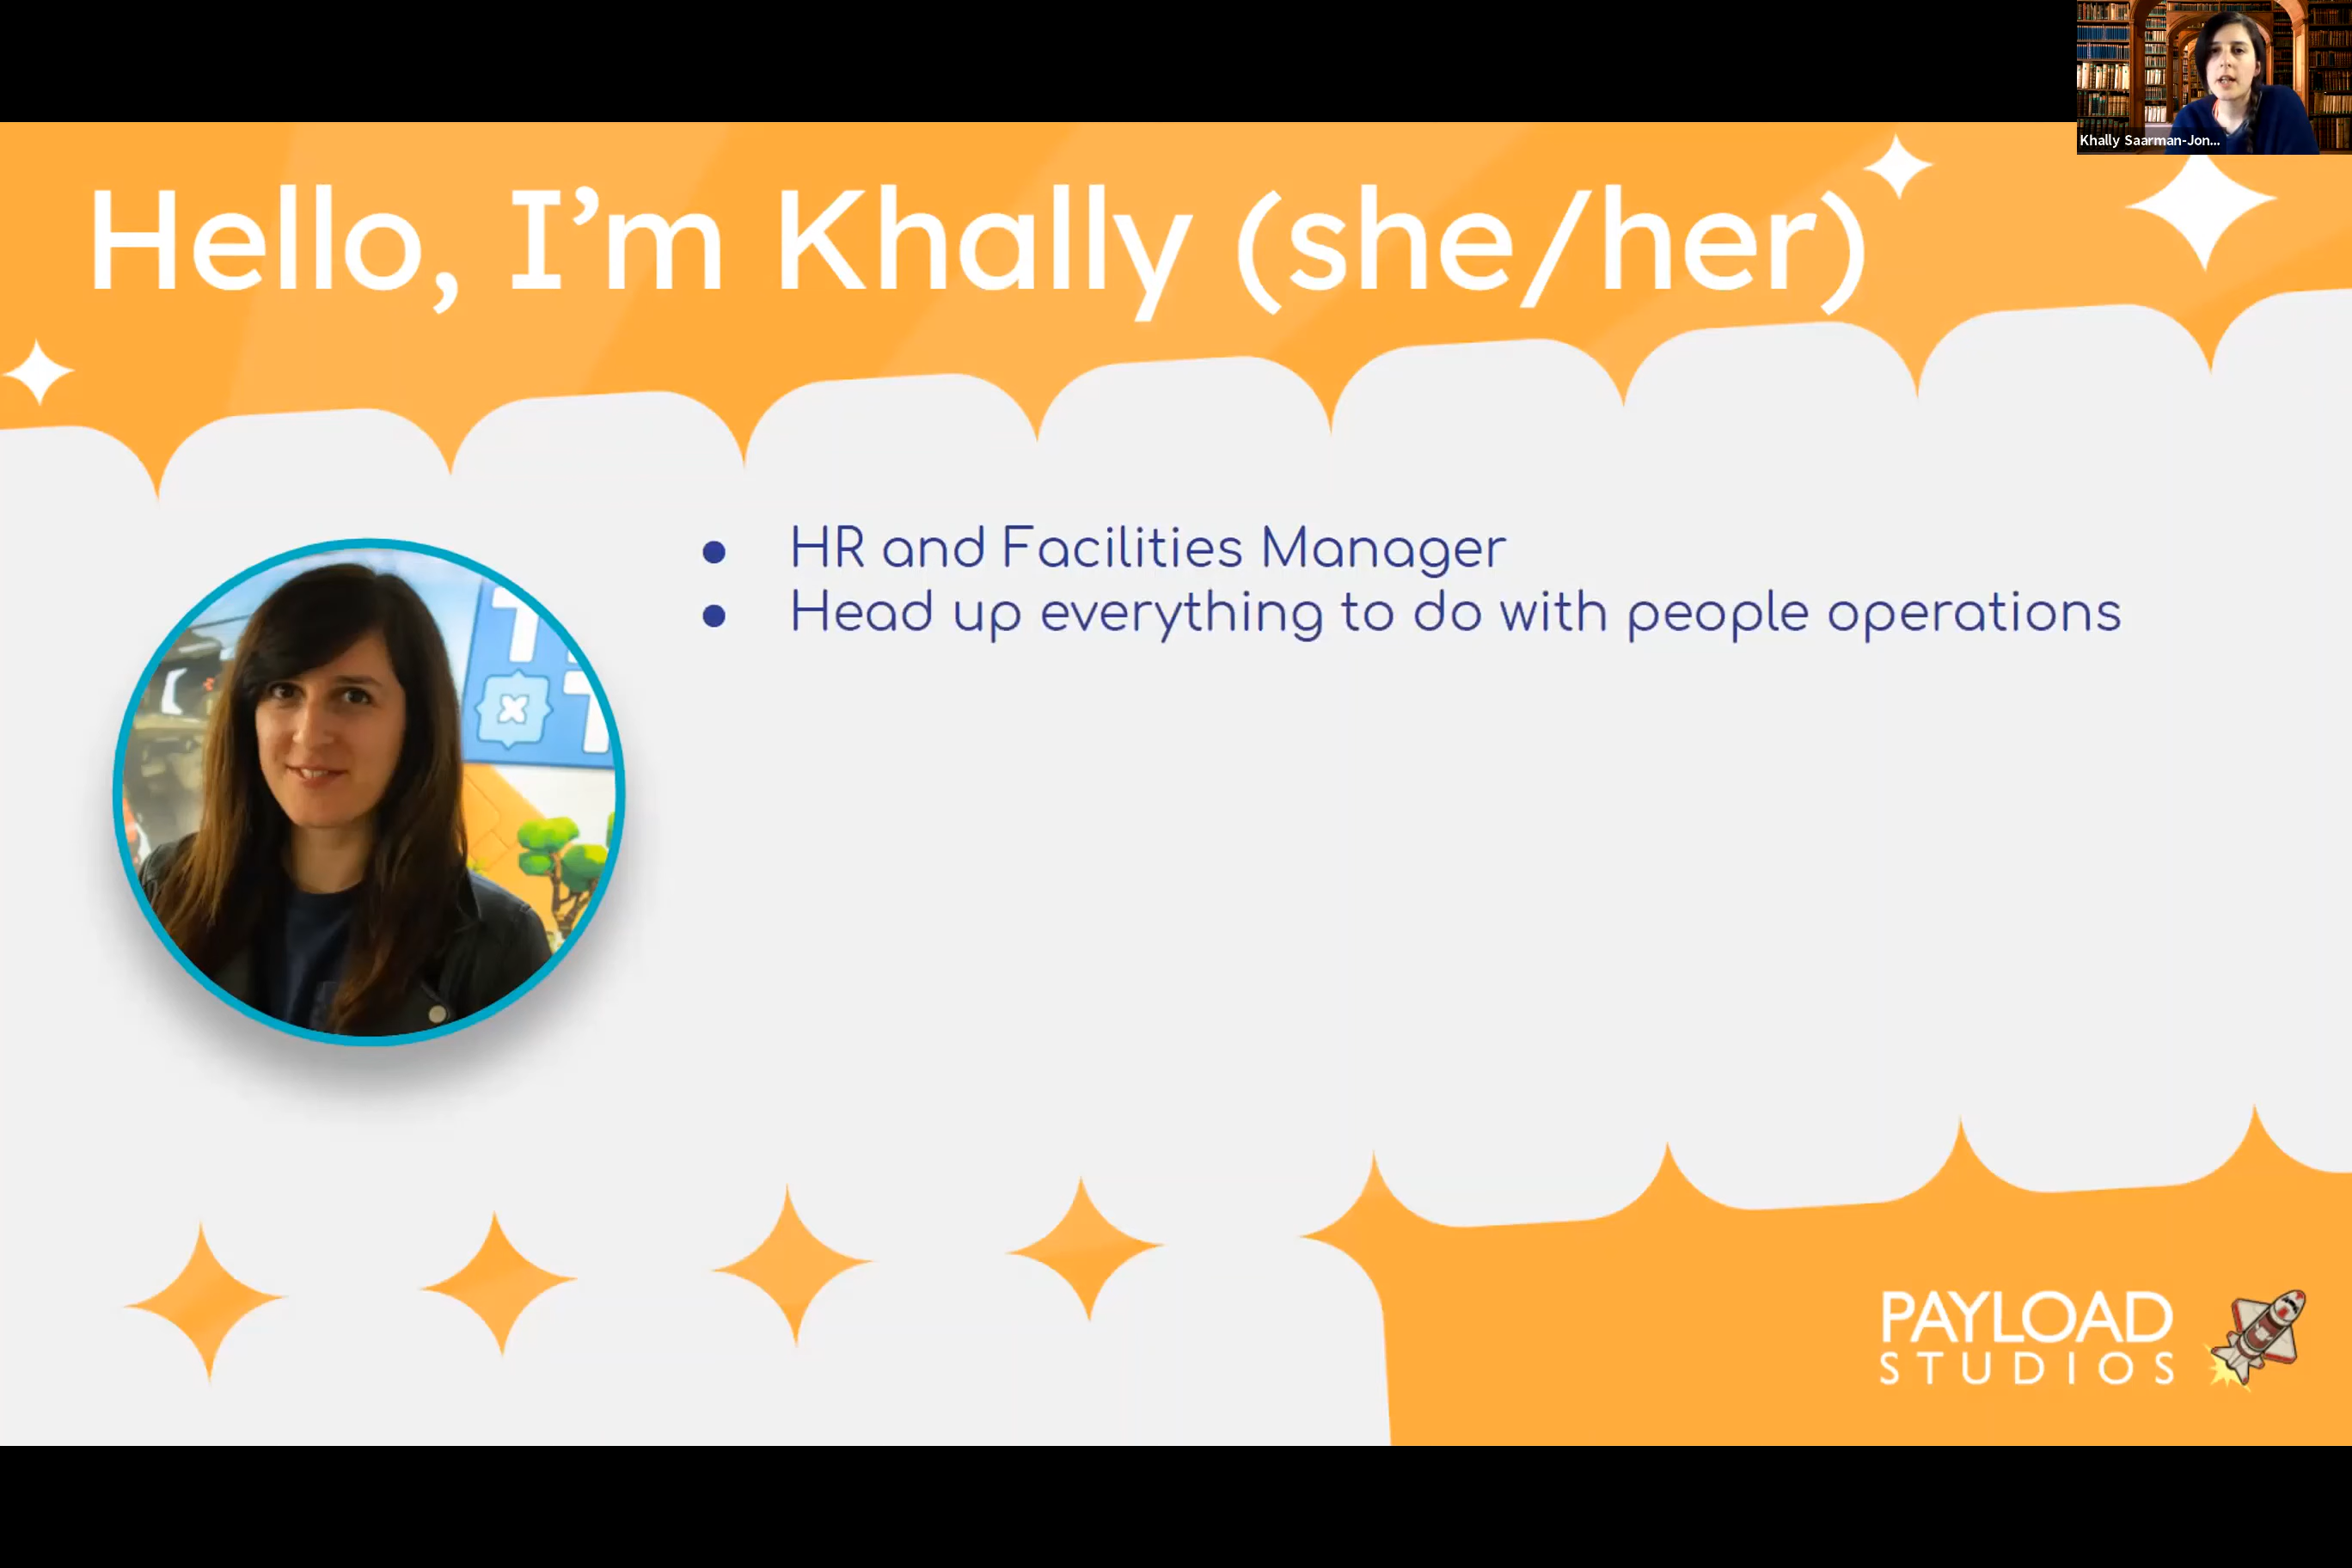 Khally Saarman-Jon...
Hello, I’m Khally (she/her)
● HR and Facilities Manager
● Head up everything to do with people operations
PAYLOAD
STUDIOS